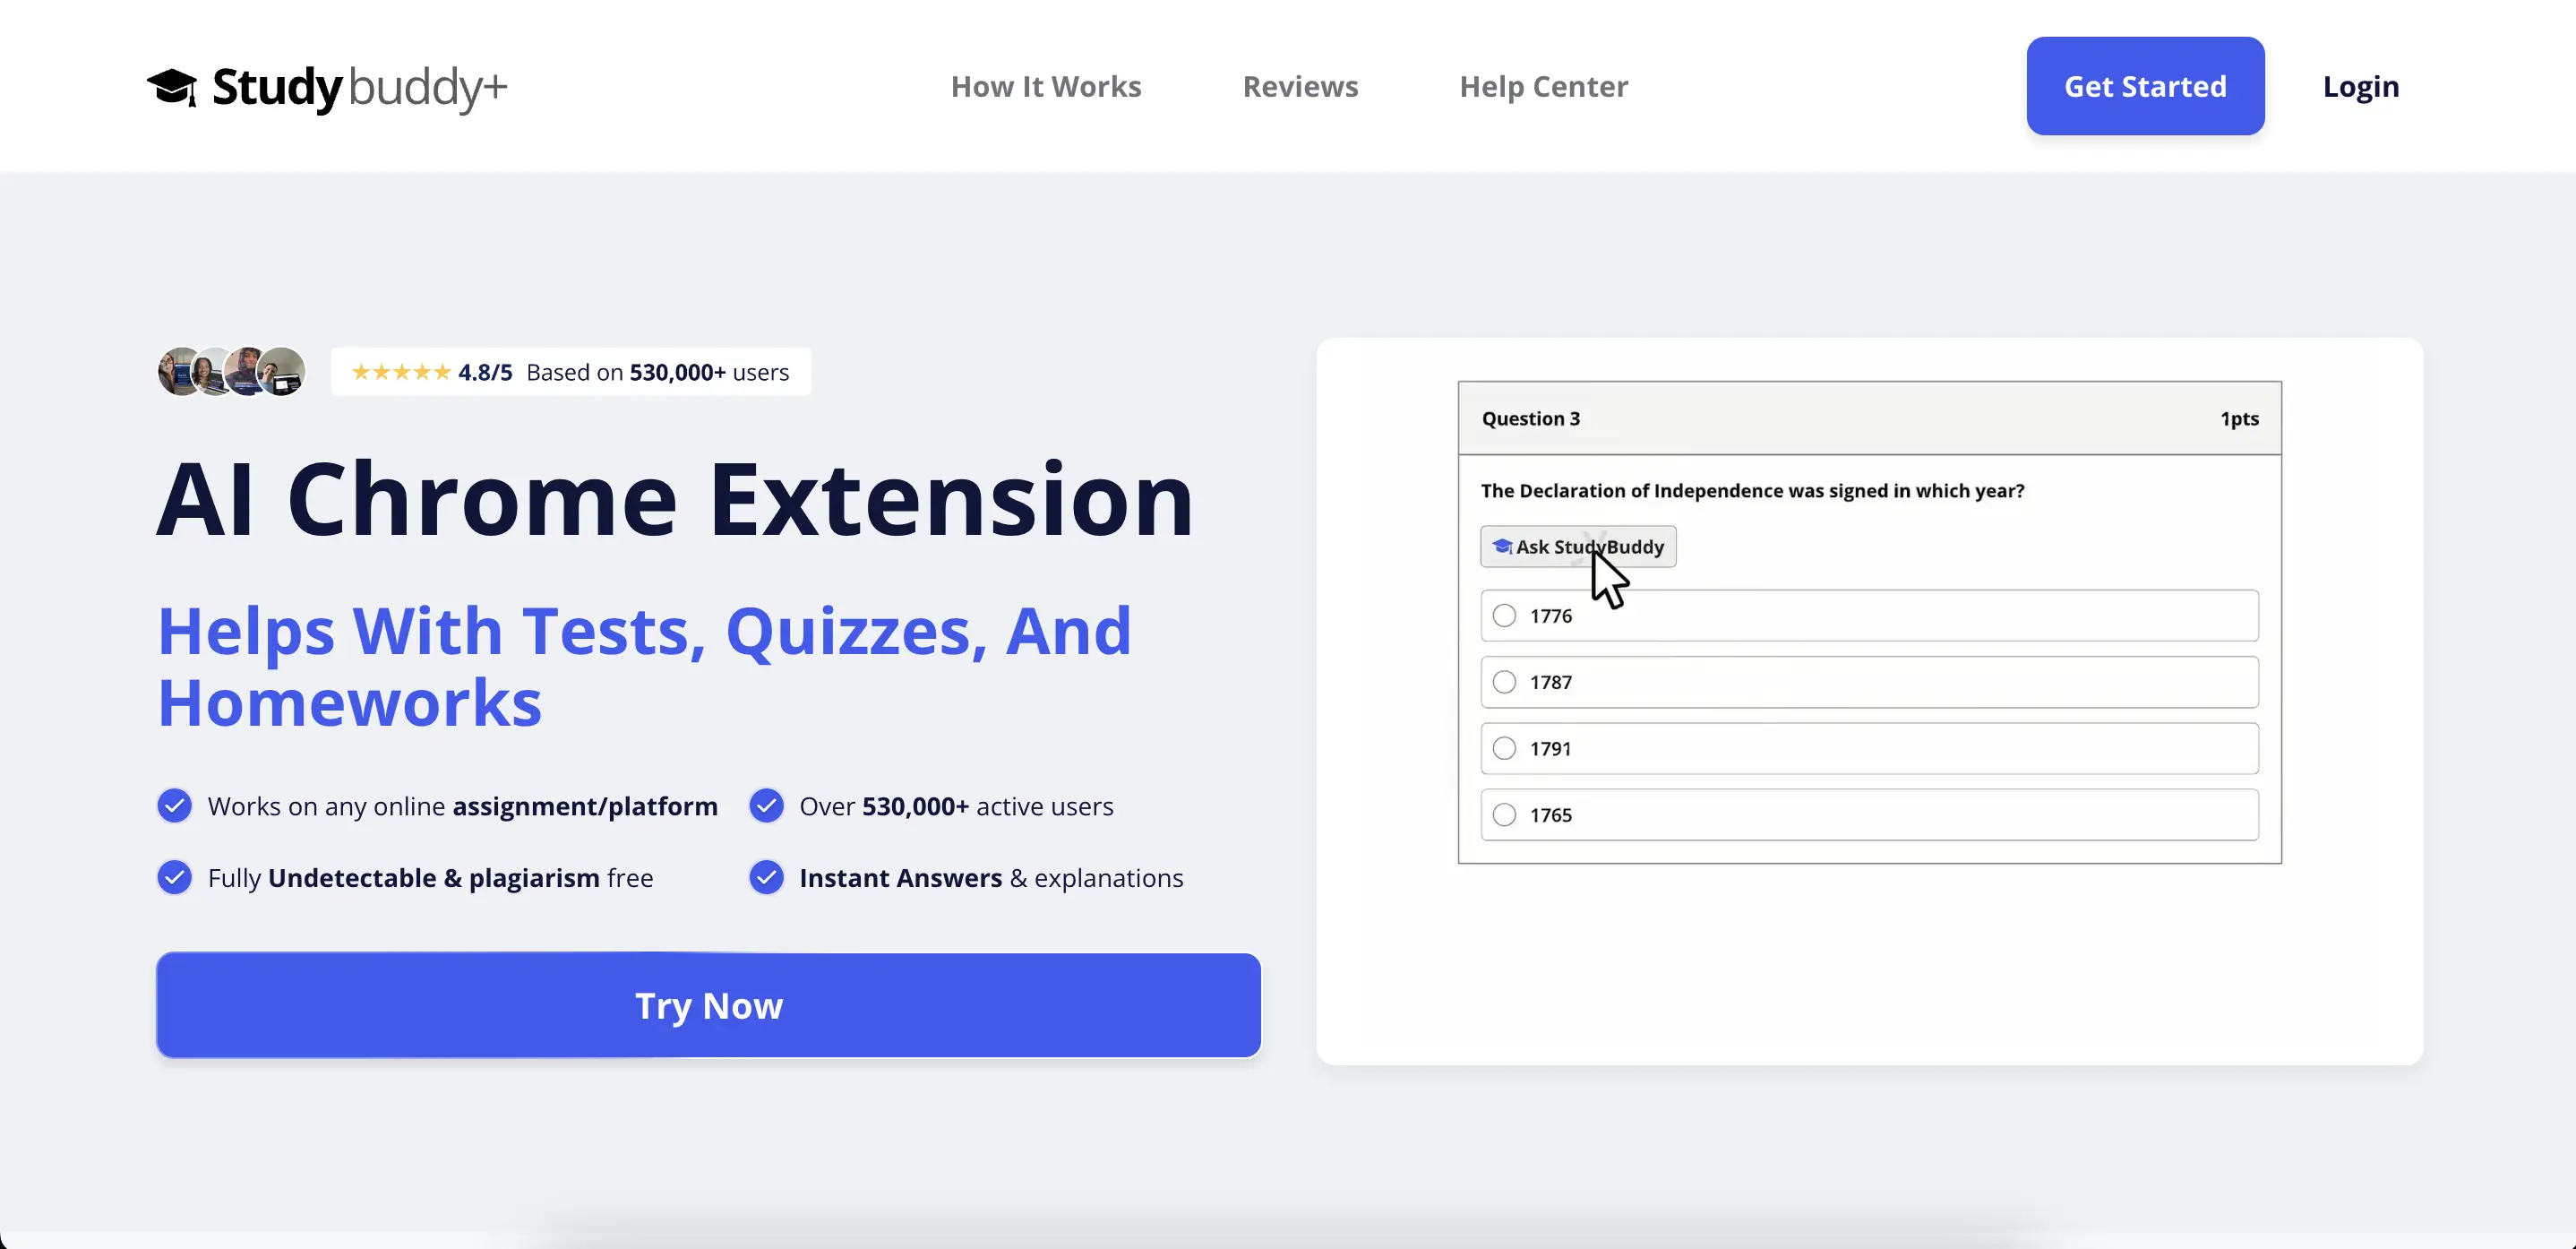 Studybuddy+
How It Works
Reviews
Help Center
Get Started
Login
★★★★★ 4.8/5 Based on 530,000+ users
AI Chrome Extension
Helps With Tests, Quizzes, And
Homeworks
Works on any online assignment/platform
Over 530,000+ active users
Fully Undetectable & plagiarism free
Instant Answers & explanations
Try Now
Question 3
1pts
The Declaration of Independence was signed in which year?
Ask StudyBuddy
1776
1787
1791
1765